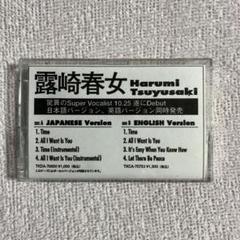 露崎春女 Harumi Tsuyusaki
驚異のSuper Vocalist 10.25 遂にDebut
日本語バージョン、英語バージョン同時発売
SIDE A JAPANESE Version
1. Time
2. All I Want Is You
3. Time (Instrumental)
4. All I Want Is You (Instrumental)
SIDE B ENGLISH Version
1. Time
2. All I Want Is You
3. It's Easy When You Know How
4. Let There Be Peace